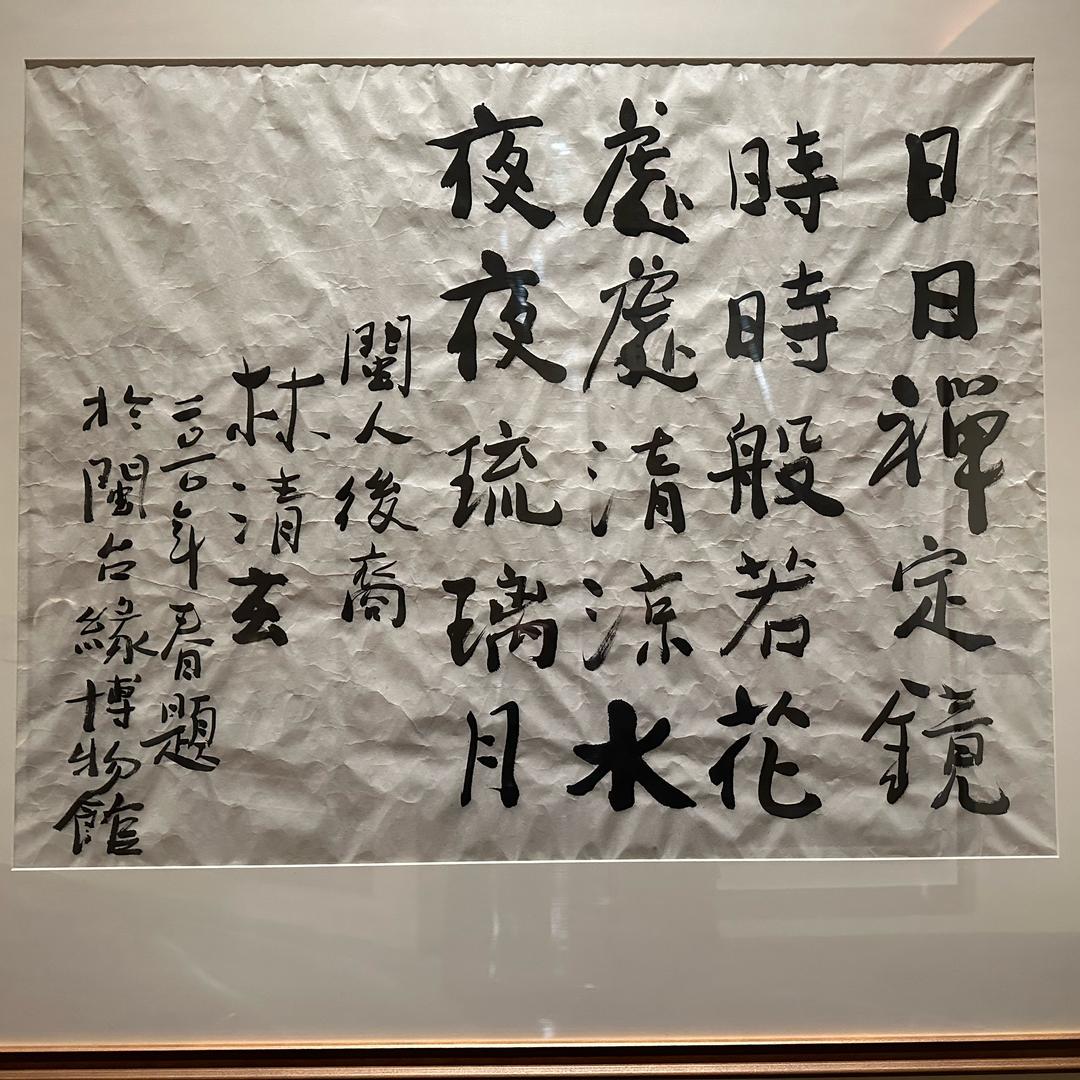 日日禪定鏡
時時般若花
處處清涼水
夜夜琉璃月
閩人後裔
林清玄
二〇一〇年春題
於閩台緣博物館